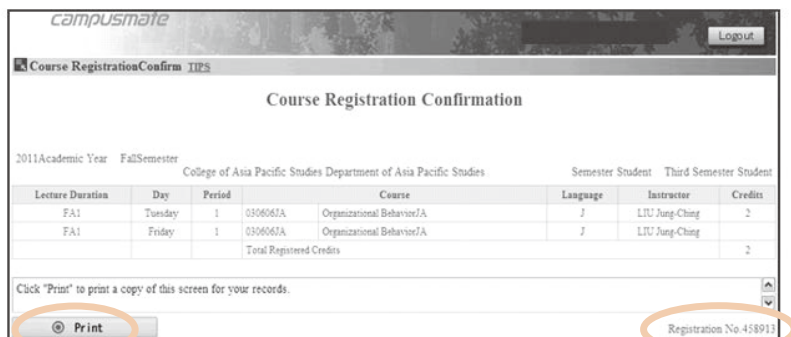 campusmate
Logout
Course RegistrationConfirm TIPS
Course Registration Confirmation
2011Academic Year FallSemester
College of Asia Pacific Studies Department of Asia Pacific Studies Semester Student Third Semester Student
Lecture Duration Day Period Course Language Instructor Credits
FA1 Tuesday 1 030606JA Organizational BehaviorJA J LIU Jung-Ching 2
FA1 Friday 1 030606JA Organizational BehaviorJA J LIU Jung-Ching
Total Registered Credits 2
Click "Print" to print a copy of this screen for your records.
Print Registration No.458913